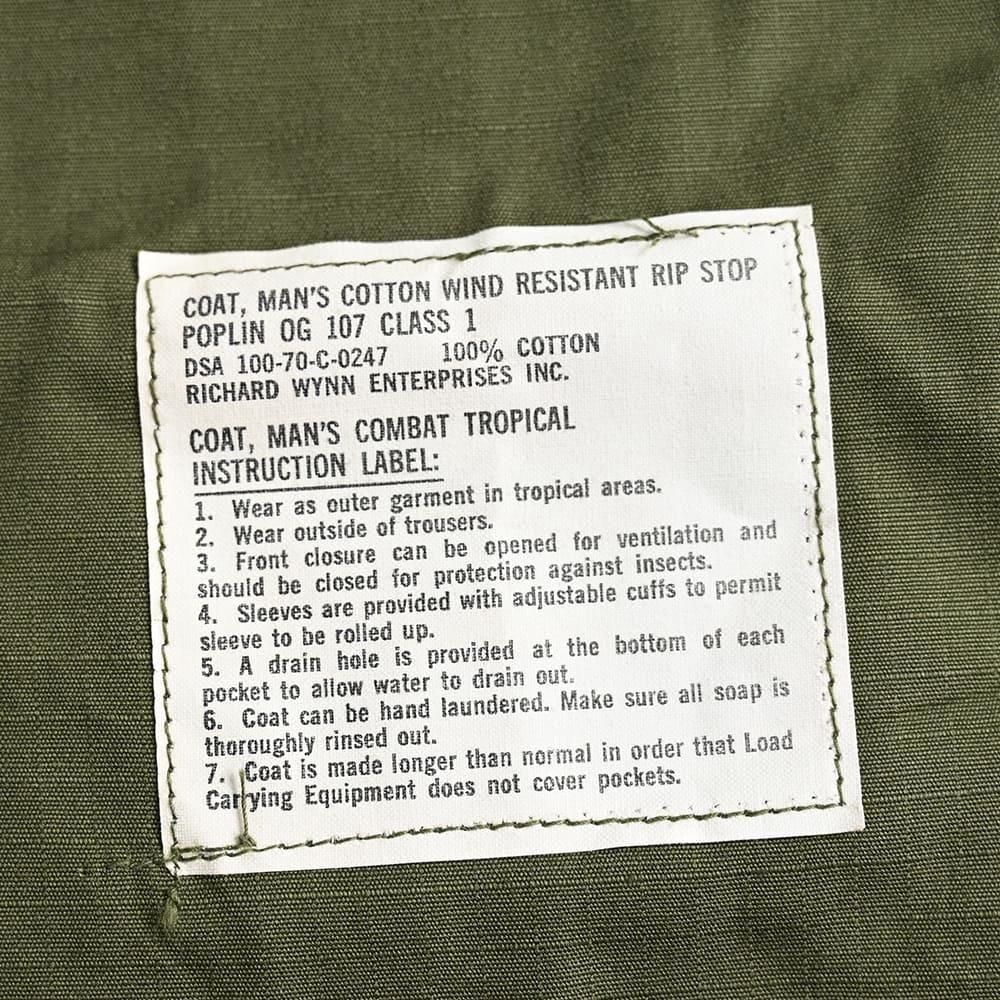 COAT, MAN'S COTTON WIND RESISTANT RIP STOP
POPLIN OG 107 CLASS 1
DSA 100-70-C-0247 100% COTTON
RICHARD WYNN ENTERPRISES INC.
COAT, MAN'S COMBAT TROPICAL
INSTRUCTION LABEL:
1. Wear as outer garment in tropical areas.
2. Wear outside of trousers.
3. Front closure can be opened for ventilation and
should be closed for protection against insects.
4. Sleeves are provided with adjustable cuffs to permit
sleeve to be rolled up.
5. A drain hole is provided at the bottom of each
pocket to allow water to drain out.
6. Coat can be hand laundered. Make sure all soap is
thoroughly rinsed out.
7. Coat is made longer than normal in order that Load
Carrying Equipment does not cover pockets.